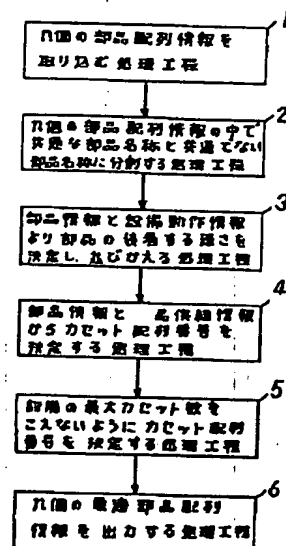 1
n個の部品配列情報を
取り込む処理工程
2
n個の部品配列情報の中で
共通な部品名称と共通でない
部品名称に分割する処理工程
3
部品情報と設備動作情報
より部品の装着する速さを
決定し、並びかえる処理工程
4
部品情報と 品供給情報
からカセット配列番号を
決定する処理工程
5
設備の最大カセット数を
こえないようにカセット配列
番号を決定する処理工程
6
n個の最適部品配列
情報を出力する処理工程